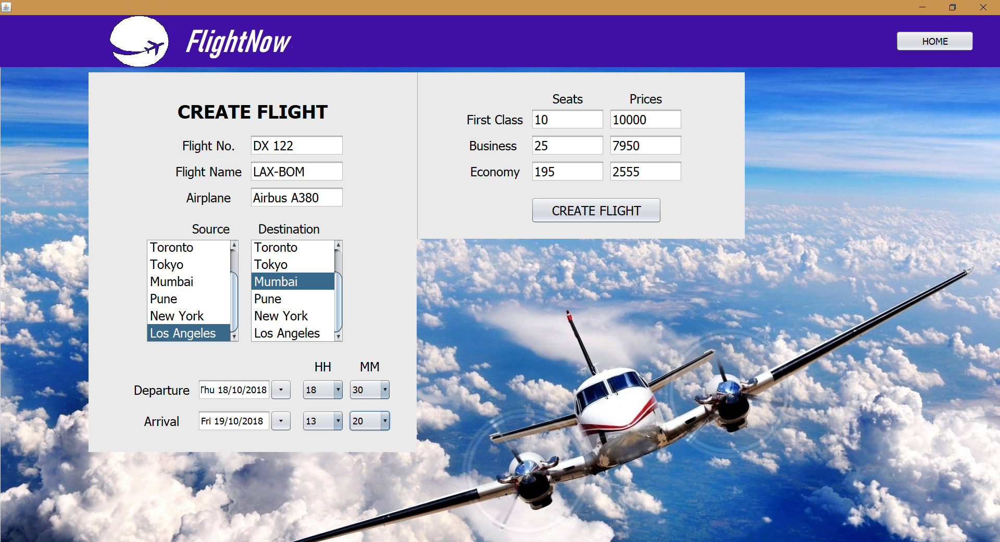 FlightNow
HOME
CREATE FLIGHT
Flight No. DX 122
Flight Name LAX-BOM
Airplane Airbus A380
Source Destination
Toronto Toronto
Tokyo Tokyo
Mumbai Mumbai
Pune Pune
New York New York
Los Angeles Los Angeles
HH MM
Departure Thu 18/10/2018 18 30
Arrival Fri 19/10/2018 13 20
Seats Prices
First Class 10 10000
Business 25 7950
Economy 195 2555
CREATE FLIGHT